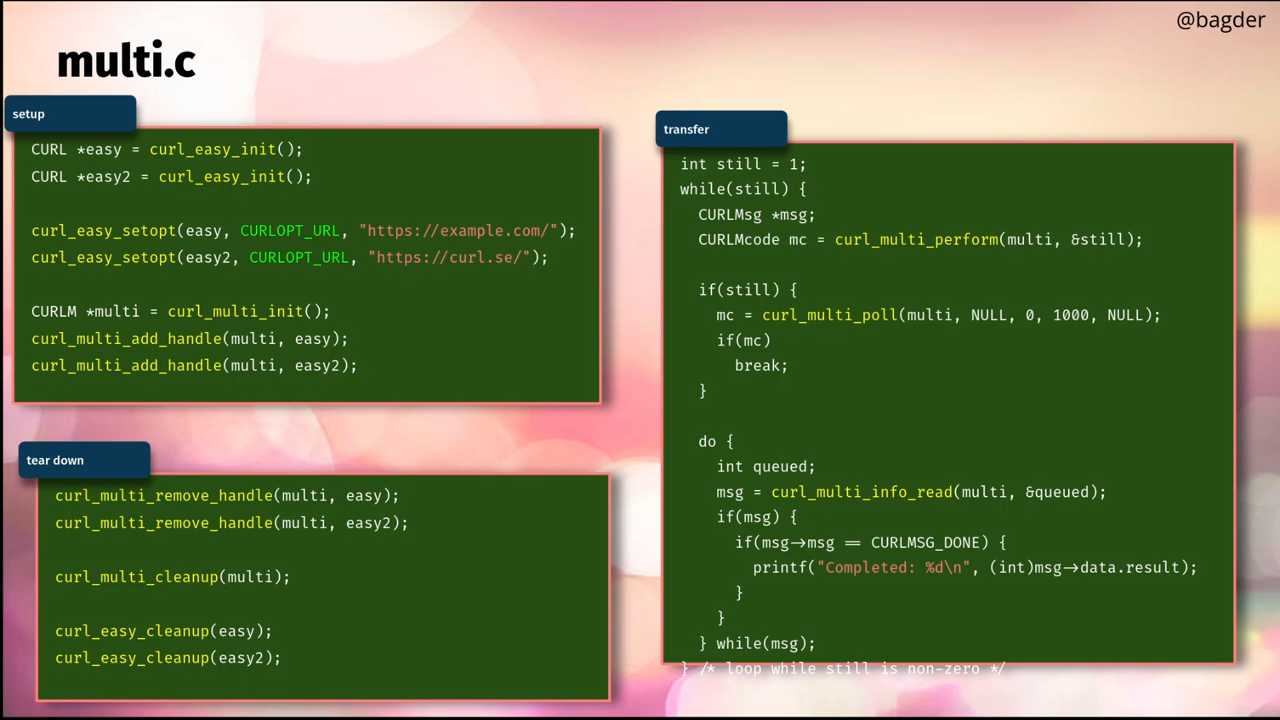 @bagder
multi.c
setup
CURL *easy = curl_easy_init();
CURL *easy2 = curl_easy_init();
curl_easy_setopt(easy, CURLOPT_URL, "https://example.com/");
curl_easy_setopt(easy2, CURLOPT_URL, "https://curl.se/");
CURLM *multi = curl_multi_init();
curl_multi_add_handle(multi, easy);
curl_multi_add_handle(multi, easy2);
tear down
curl_multi_remove_handle(multi, easy);
curl_multi_remove_handle(multi, easy2);
curl_multi_cleanup(multi);
curl_easy_cleanup(easy);
curl_easy_cleanup(easy2);
transfer
int still = 1;
while(still) {
CURLMsg *msg;
CURLMcode mc = curl_multi_perform(multi, &still);
if(still) {
mc = curl_multi_poll(multi, NULL, 0, 1000, NULL);
if(mc)
break;
}
do {
int queued;
msg = curl_multi_info_read(multi, &queued);
if(msg) {
if(msg->msg == CURLMSG_DONE) {
printf("Completed: %d\n", (int)msg->data.result);
}
}
} while(msg);
} /* loop while still is non-zero */